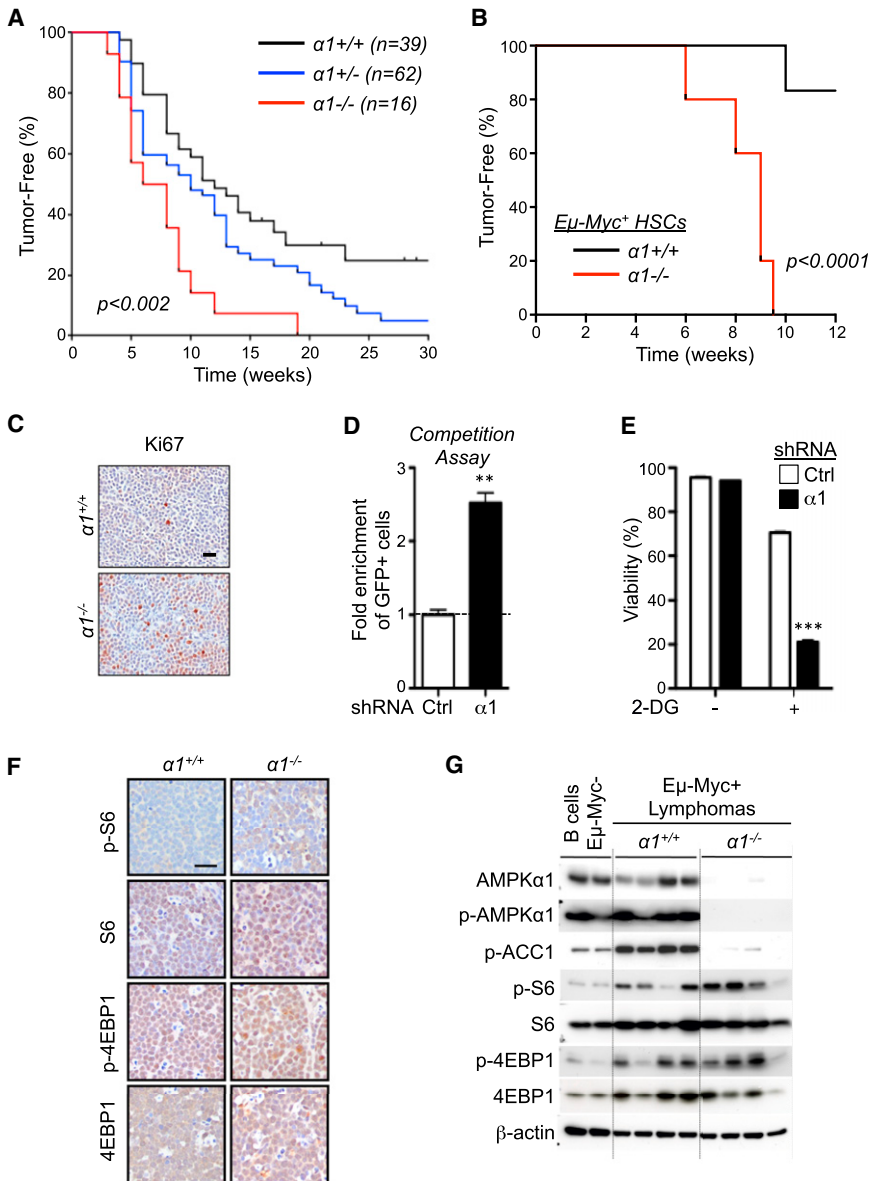 A
Tumor-Free (%)
100
80
60
40
20
0
α1+/+ (n=39)
α1+/- (n=62)
α1-/- (n=16)
p<0.002
0 5 10 15 20 25 30
Time (weeks)
B
Tumor-Free (%)
100
80
60
40
20
0
Eμ-Myc+ HSCs
α1+/+
α1-/-
p<0.0001
0 2 4 6 8 10 12
Time (weeks)
C
Ki67
α1+/+
α1-/-
D
Competition
Assay
Fold enrichment
of GFP+ cells
3
2
1
0
**
shRNA Ctrl α1
E
shRNA
Ctrl
α1
Viability (%)
100
80
60
40
20
0
***
2-DG - +
F
α1+/+ α1-/-
p-S6
S6
p-4EBP1
4EBP1
G
B cells
Eμ-Myc-
Eμ-Myc+
Lymphomas
α1+/+ α1-/-
AMPKα1
p-AMPKα1
p-ACC1
p-S6
S6
p-4EBP1
4EBP1
β-actin